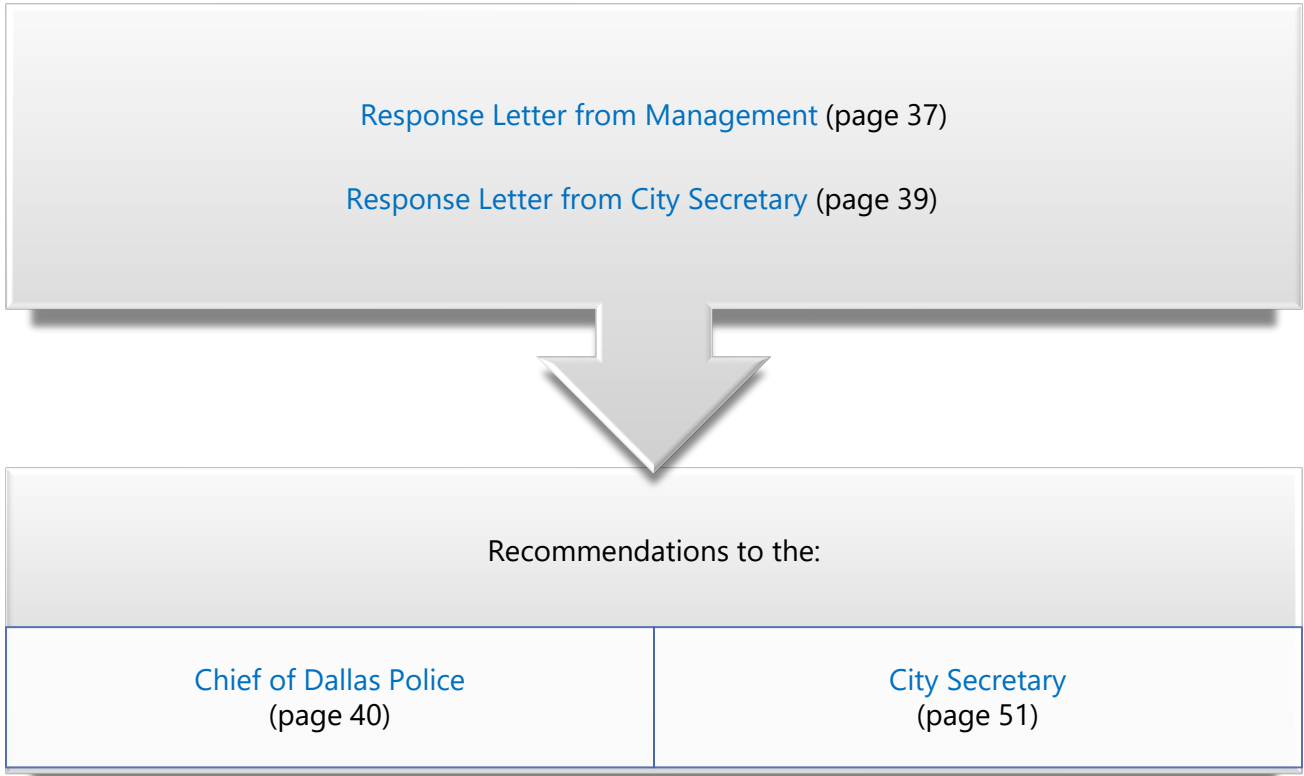 Response Letter from Management (page 37)
Response Letter from City Secretary (page 39)
Recommendations to the:
Chief of Dallas Police
(page 40)
City Secretary
(page 51)